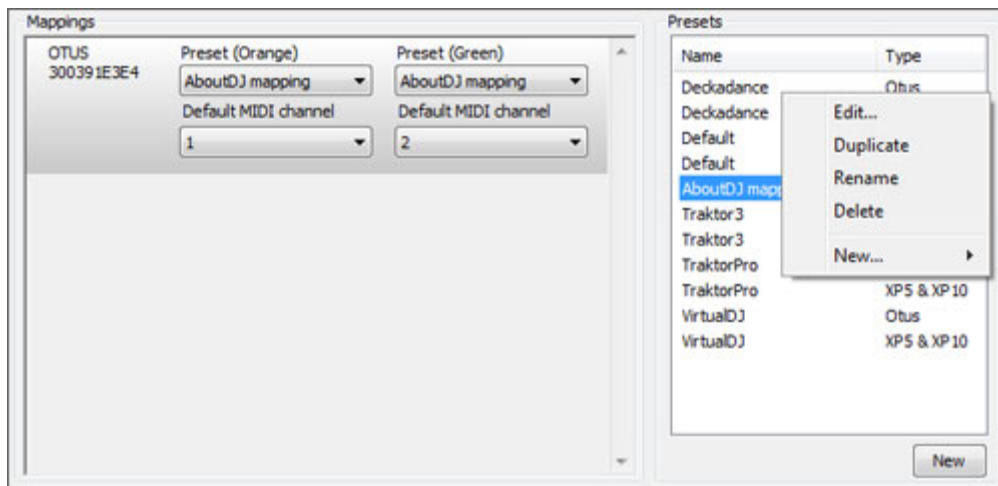 Mappings
OTUS
300391E3E4
Preset (Orange)
AboutDJ mapping
Default MIDI channel
1
Preset (Green)
AboutDJ mapping
Default MIDI channel
2
Presets
Name Type
Deckadance Otus
Deckadance
Default
Default
AboutDJ mapp
Traktor3
Traktor3
TraktorPro
TraktorPro XP5 & XP10
VirtualDJ Otus
VirtualDJ XP5 & XP10
Edit...
Duplicate
Rename
Delete
New...
New